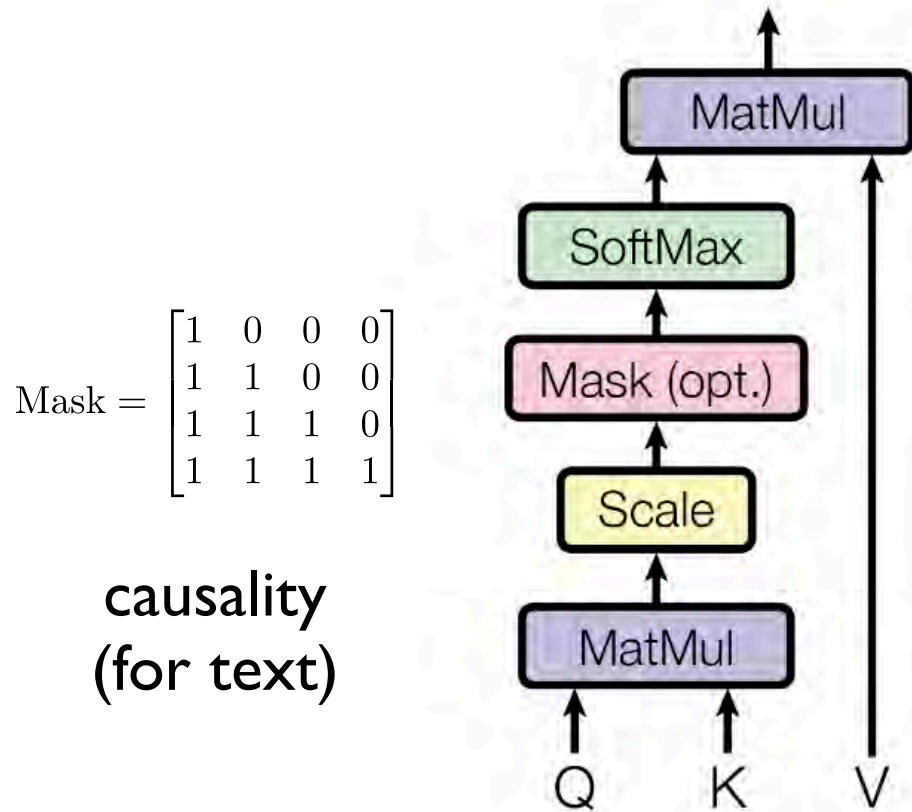 MatMul
SoftMax
Mask (opt.)
Scale
MatMul
Q K V
Mask = [1 0 0 0
1 1 0 0
1 1 1 0
1 1 1 1]
causality
(for text)